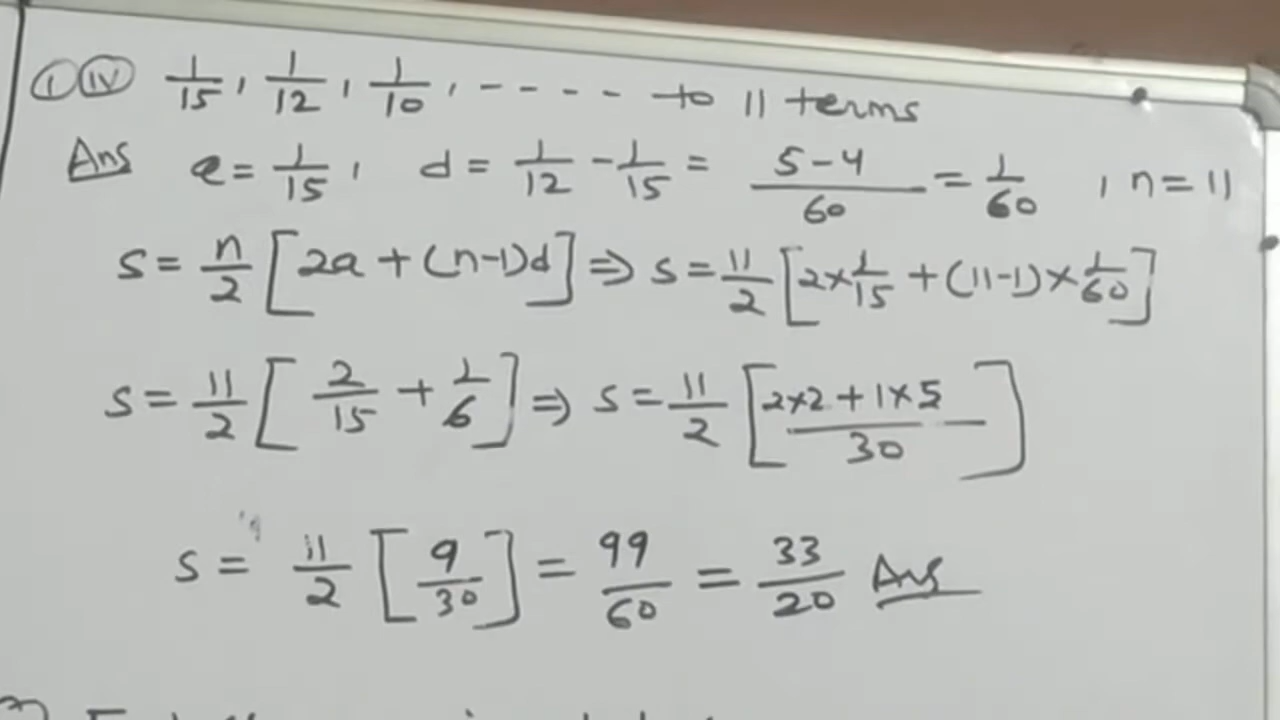 ① ⓘⓥ 1/15, 1/12, 1/10, - - - - to 11 terms
Ans a = 1/15, d = 1/12 - 1/15 = (5-4)/60 = 1/60, n = 11
S = n/2 [2a + (n-1)d] ⇒ S = 11/2 [2×1/15 + (11-1)×1/60]
S = 11/2 [2/15 + 1/6] ⇒ S = 11/2 [(2×2+1×5)/30]
S = 11/2 [9/30] = 99/60 = 33/20 Ans